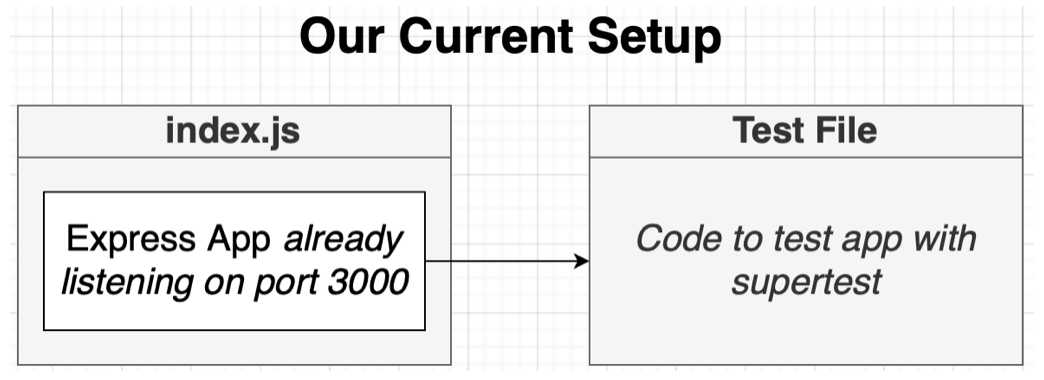 Our Current Setup
index.js
Express App already
listening on port 3000
Test File
Code to test app with
supertest